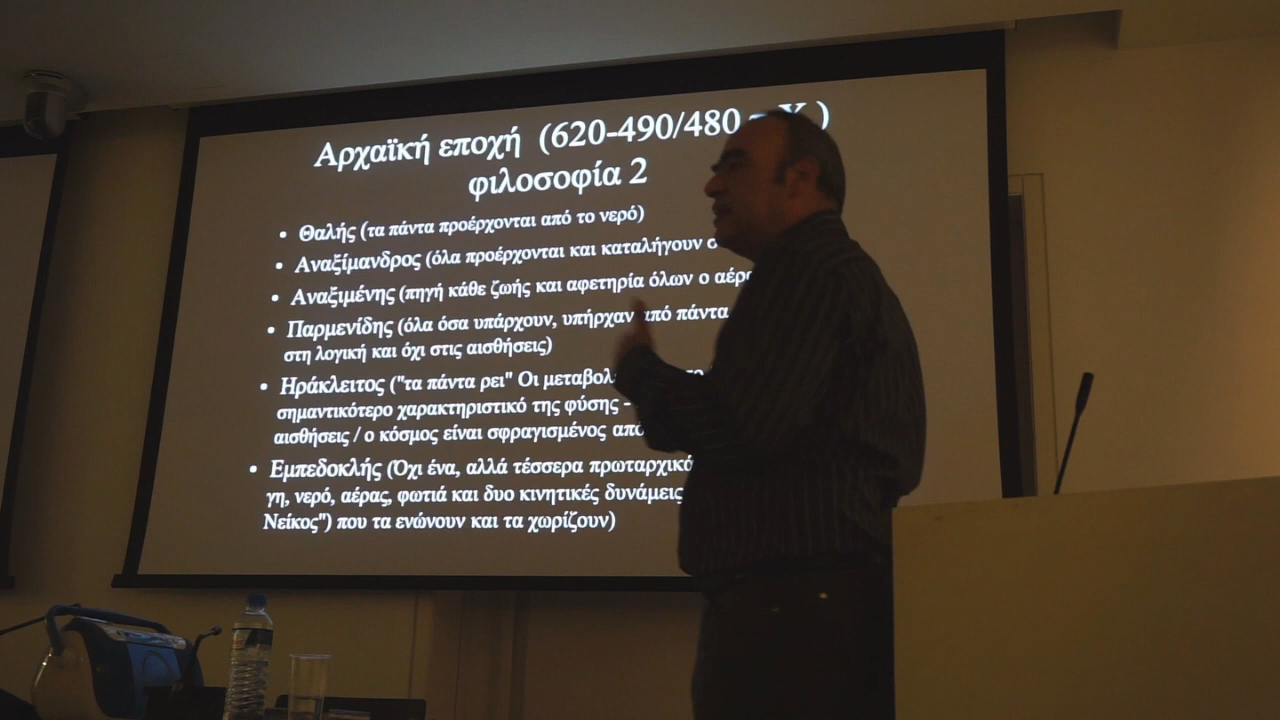 Αρχαϊκή εποχή (620-490/480 Χ )
φιλοσοφία 2
• Θαλής (τα πάντα προέρχονται από το νερό)
• Αναξίμανδρος (όλα προέρχονται και καταλήγουν
• Αναξιμένης (πηγή κάθε ζωής και αφετηρία όλων ο
• Παρμενίδης (όλα όσα υπάρχουν, υπήρχαν από πάντα
στη λογική και όχι στις αισθήσεις)
• Ηράκλειτος ("τα πάντα ρει" Οι
σημαντικότερο χαρακτηριστικό της φύσης -
αισθήσεις / ο κόσμος είναι σφραγισμένος από
• Εμπεδοκλής (Όχι ένα, αλλά τέσσερα πρωταρχικά
γη, νερό, αέρας, φωτιά και δυο κινητικές δυνάμεις
Νείκος") που τα ενώνουν και τα χωρίζουν)